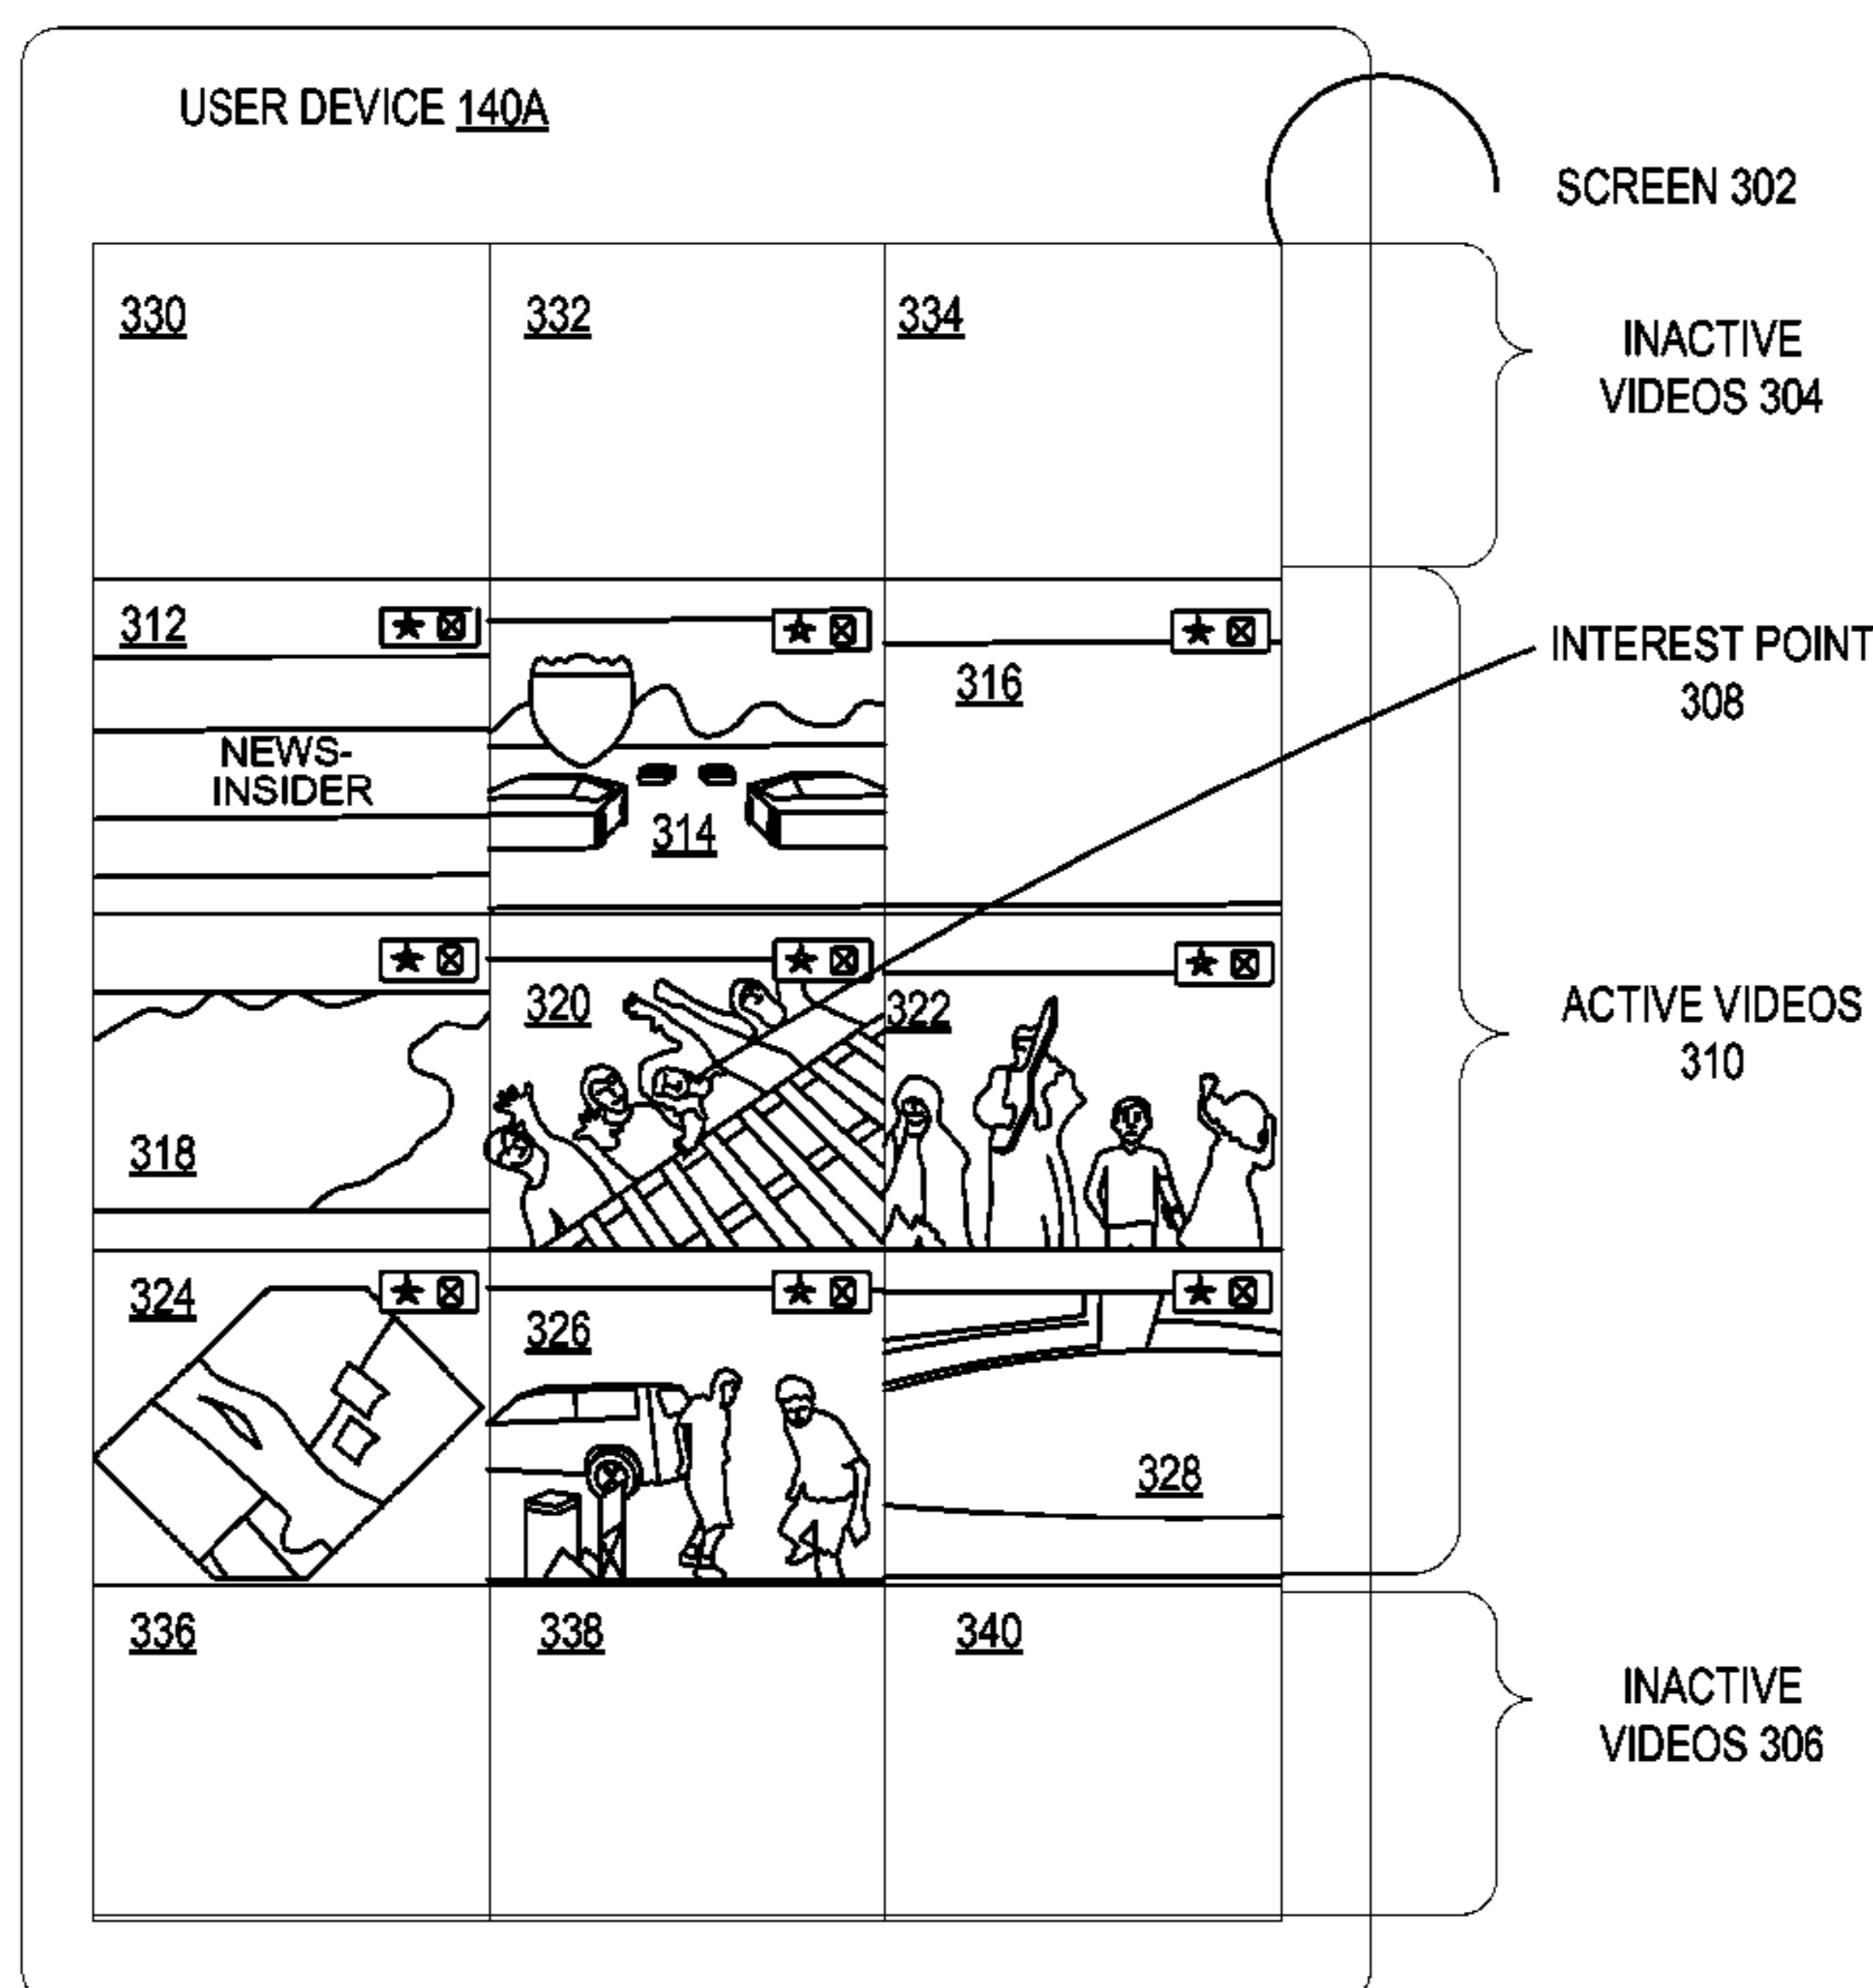 USER DEVICE 140A
SCREEN 302
330
332
334
INACTIVE
VIDEOS 304
312
316
NEWS-
INSIDER
314
INTEREST POINT
308
320
322
318
ACTIVE VIDEOS
310
324
326
328
336
338
340
INACTIVE
VIDEOS 306